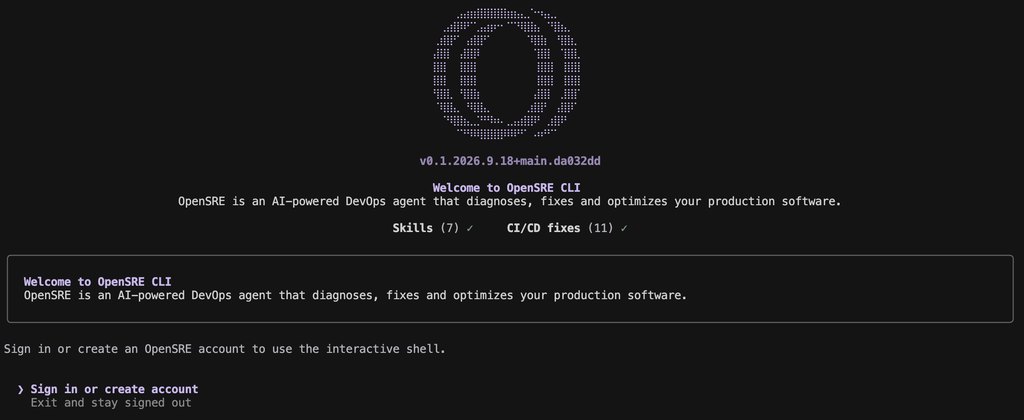 v0.1.2026.9.18+main.da032dd
Welcome to OpenSRE CLI
OpenSRE is an AI-powered DevOps agent that diagnoses, fixes and optimizes your production software.
Skills (7) ✓ CI/CD fixes (11) ✓
Welcome to OpenSRE CLI
OpenSRE is an AI-powered DevOps agent that diagnoses, fixes and optimizes your production software.
Sign in or create an OpenSRE account to use the interactive shell.
❯ Sign in or create account
Exit and stay signed out